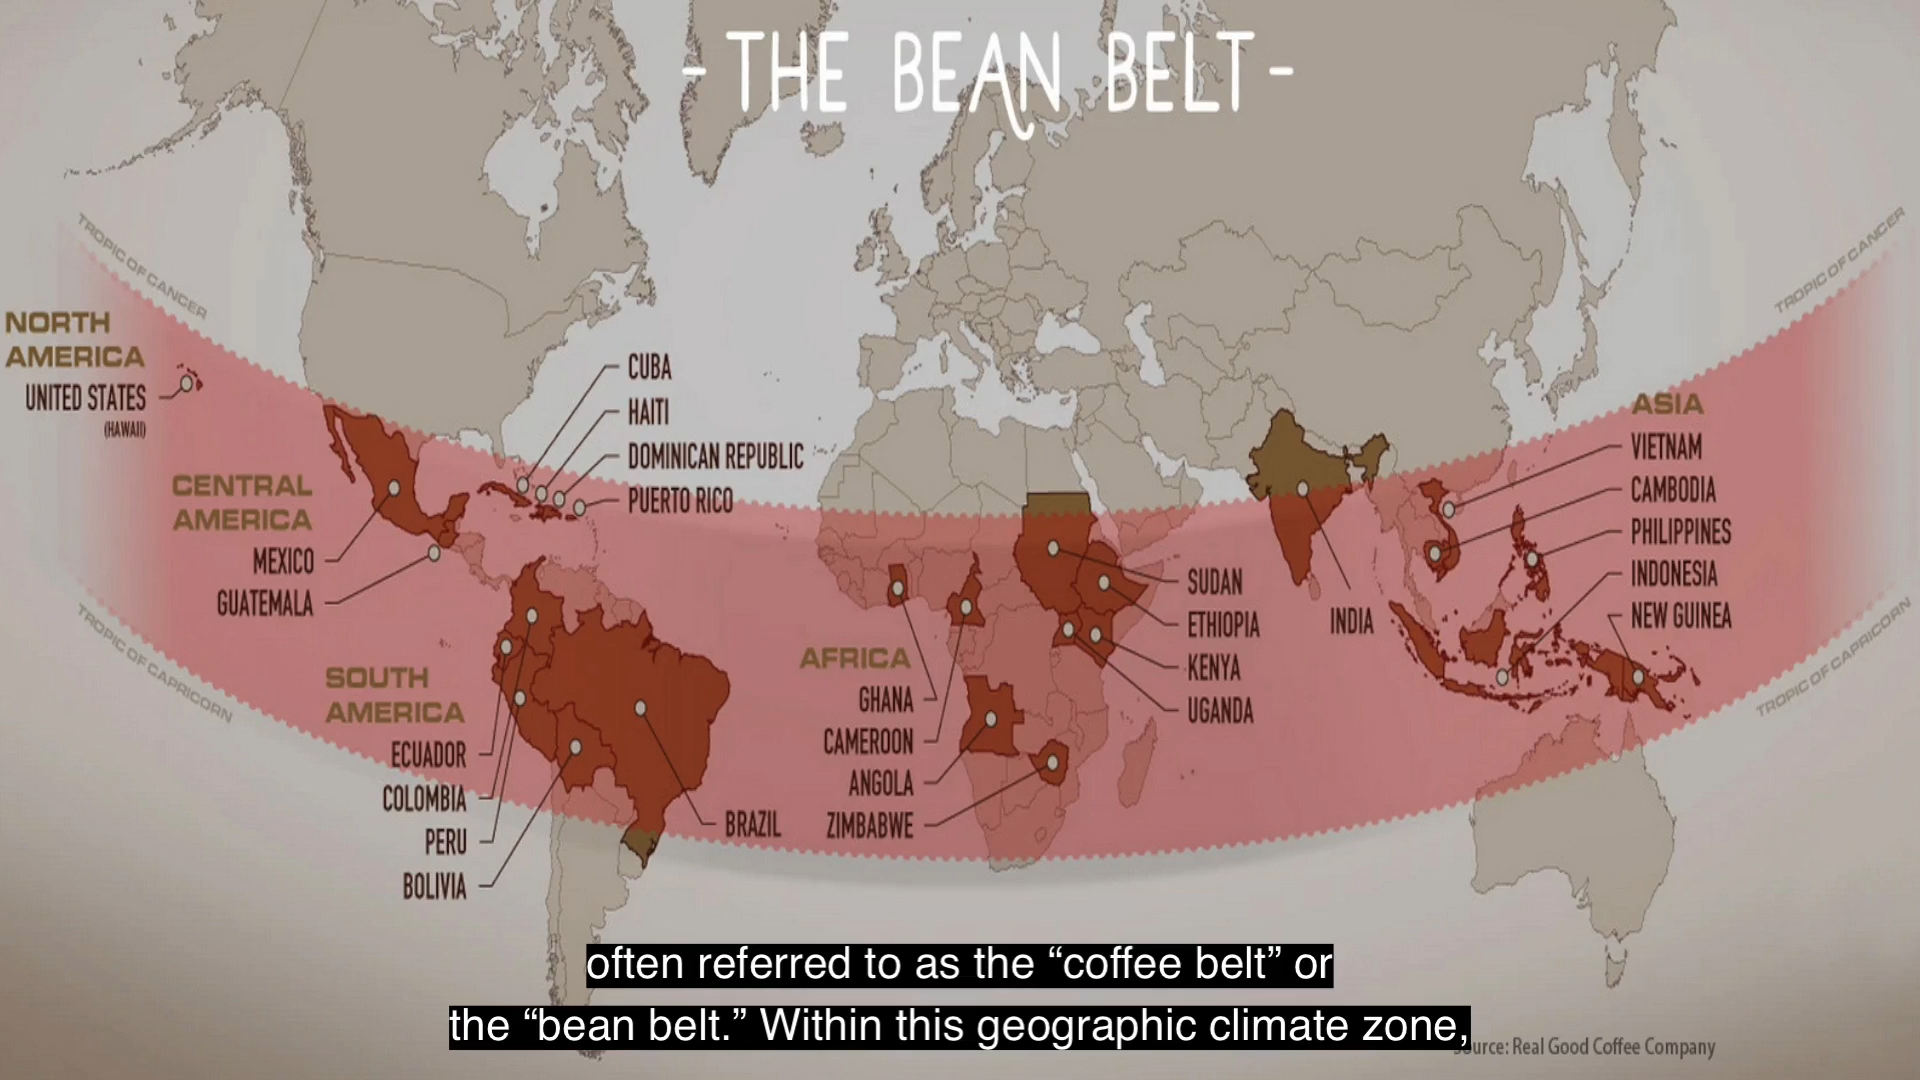 - THE BEAN BELT -
TROPIC OF CANCER
TROPIC OF CANCER
NORTH
AMERICA
UNITED STATES
(HAWAII)
CENTRAL
AMERICA
MEXICO
GUATEMALA
CUBA
HAITI
DOMINICAN REPUBLIC
PUERTO RICO
SOUTH
AMERICA
ECUADOR
COLOMBIA
PERU
BOLIVIA
BRAZIL
AFRICA
GHANA
CAMEROON
ANGOLA
ZIMBABWE
SUDAN
ETHIOPIA
KENYA
UGANDA
INDIA
ASIA
VIETNAM
CAMBODIA
PHILIPPINES
INDONESIA
NEW GUINEA
TROPIC OF CAPRICORN
TROPIC OF CAPRICORN
often referred to as the “coffee belt” or
the “bean belt.” Within this geographic climate zone,
Source: Real Good Coffee Company